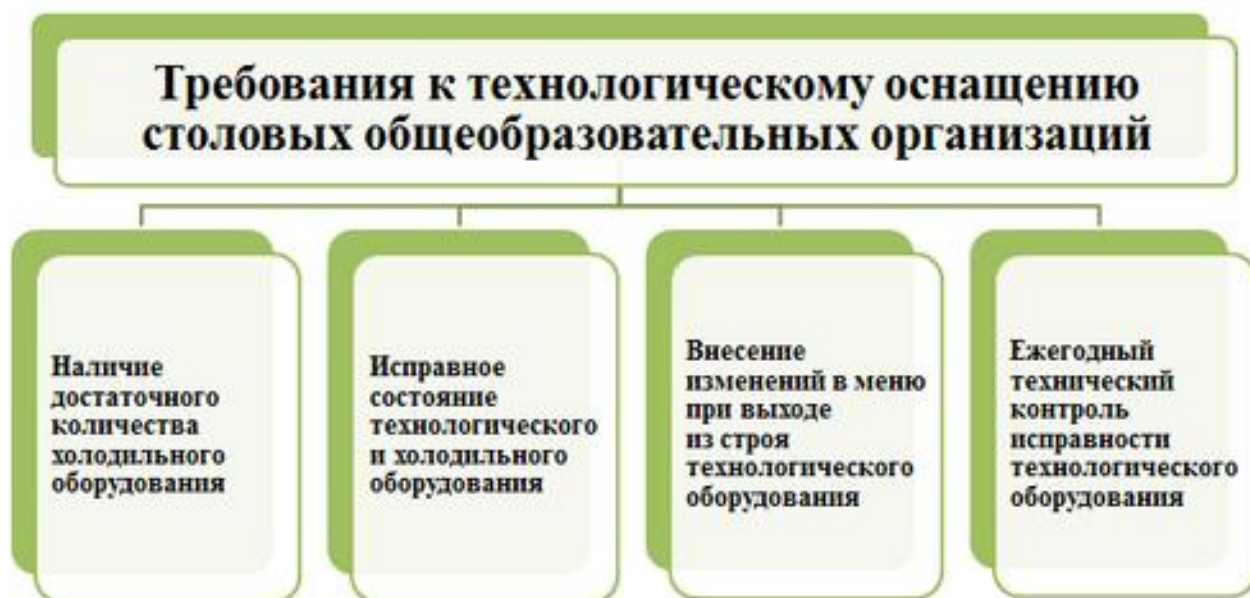 Требования к технологическому оснащению
столовых общеобразовательных организаций
Наличие
достаточного
количества
холодильного
оборудования
Исправное
состояние
технологического
и холодильного
оборудования
Внесение
изменений в меню
при выходе
из строя
технологического
оборудования
Ежегодный
технический
контроль
исправности
технологического
оборудования